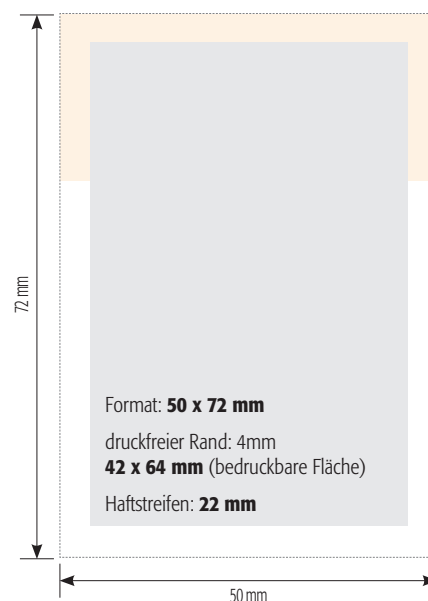 72 mm
Format: 50 x 72 mm
druckfreier Rand: 4mm
42 x 64 mm (bedruckbare Fläche)
Haftstreifen: 22 mm
50 mm